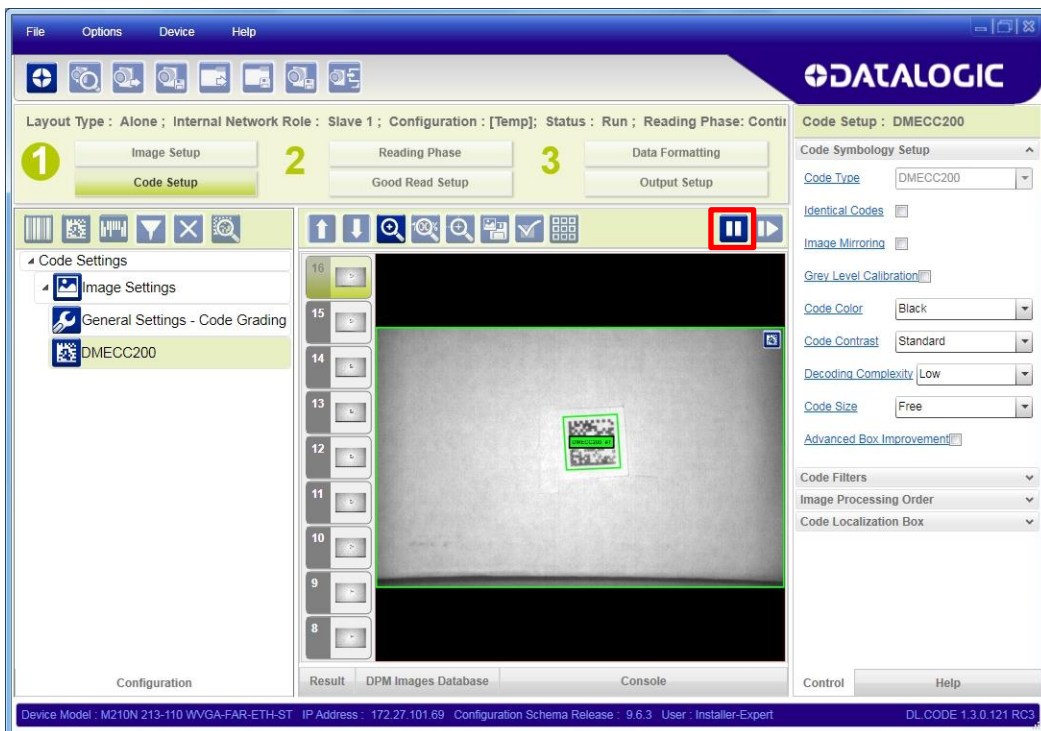 File Options Device Help
DATALOGIC
Layout Type : Alone ; Internal Network Role : Slave 1 ; Configuration : [Temp]; Status : Run ; Reading Phase: Contin
1 Image Setup 2 Reading Phase 3 Data Formatting
Code Setup Good Read Setup Output Setup
Code Settings
Image Settings
General Settings - Code Grading
DMECC200
Configuration
100%
16
15
14
13
12
11
10
9
8
DMECC200 #1
Result DPM Images Database Console
Code Setup : DMECC200
Code Symbology Setup
Code Type DMECC200
Identical Codes
Image Mirroring
Grey Level Calibration
Code Color Black
Code Contrast Standard
Decoding Complexity Low
Code Size Free
Advanced Box Improvement
Code Filters
Image Processing Order
Code Localization Box
Control Help
Device Model : M210N 213-110 WVGA-FAR-ETH-ST IP Address : 172.27.101.69 Configuration Schema Release : 9.6.3 User : Installer-Expert DL.CODE 1.3.0.121 RC3